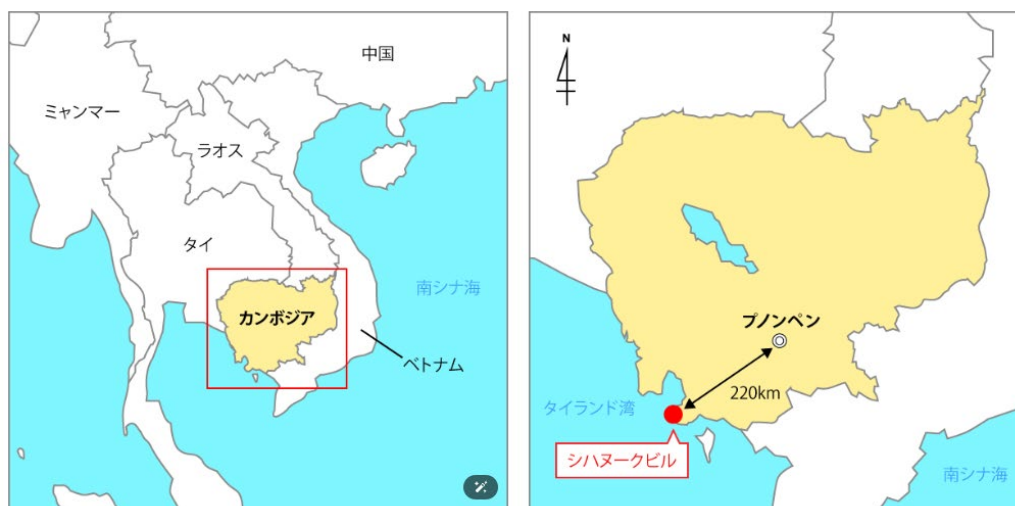 中国
ミャンマー
ラオス
タイ
南シナ海
カンボジア
ベトナム
N
プノンペン
220km
タイランド湾
シハヌークビル
南シナ海